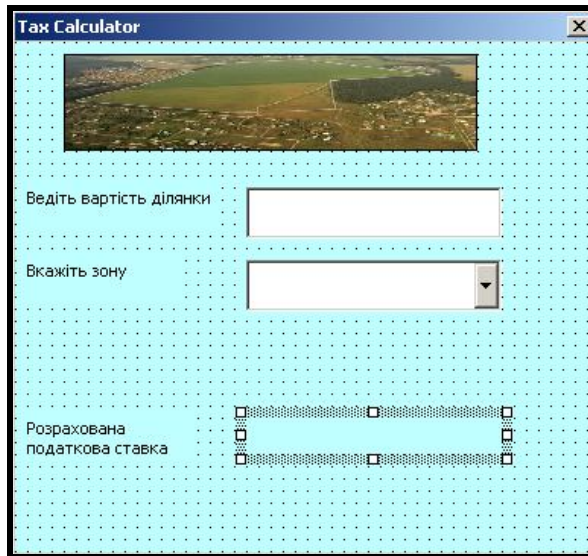 Tax Calculator
Ведіть вартість ділянки
Вкажіть зону
Розрахована
податкова ставка